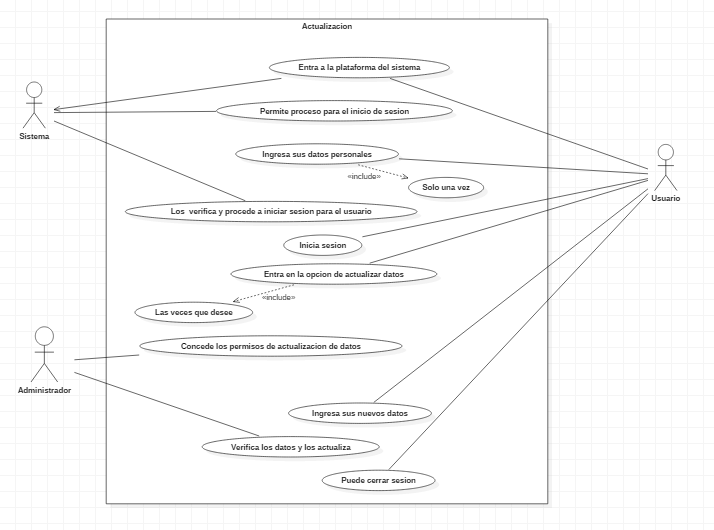 Actualizacion
Entra a la plataforma del sistema
Permite proceso para el inicio de sesion
Sistema
Ingresa sus datos personales
«include»
Solo una vez
Usuario
Los  verifica y procede a iniciar sesion para el usuario
Inicia sesion
Entra en la opcion de actualizar datos
«include»
Las veces que desee
Concede los permisos de actualizacion de datos
Administrador
Ingresa sus nuevos datos
Verifica los datos y los actualiza
Puede cerrar sesion